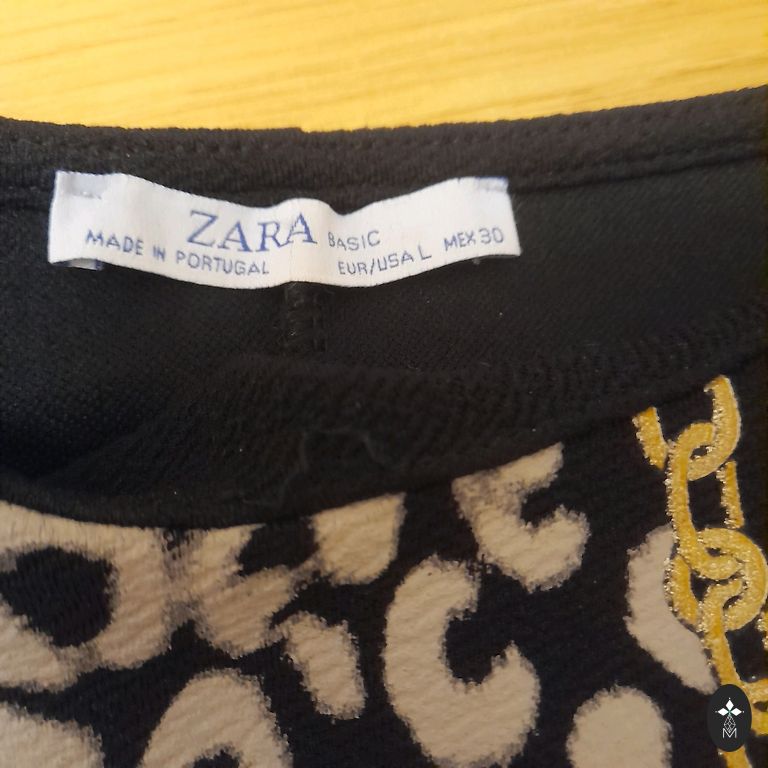 ZARA BASIC
MADE IN PORTUGAL
EUR/USA L MEX 30
M